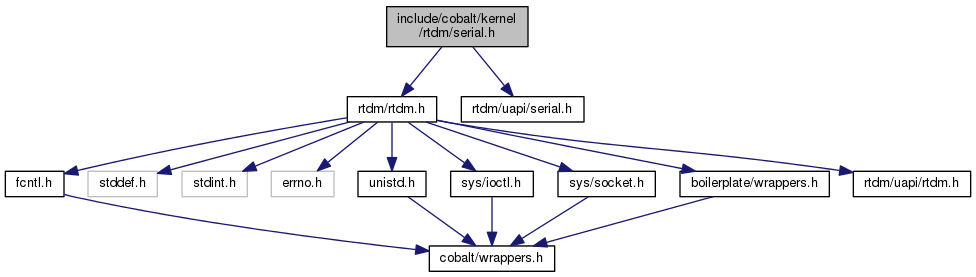 include/cobalt/kernel
/rtdm/serial.h
rtdm/rtdm.h
rtdm/uapi/serial.h
fcntl.h
stddef.h
stdint.h
errno.h
unistd.h
sys/ioctl.h
sys/socket.h
boilerplate/wrappers.h
rtdm/uapi/rtdm.h
cobalt/wrappers.h